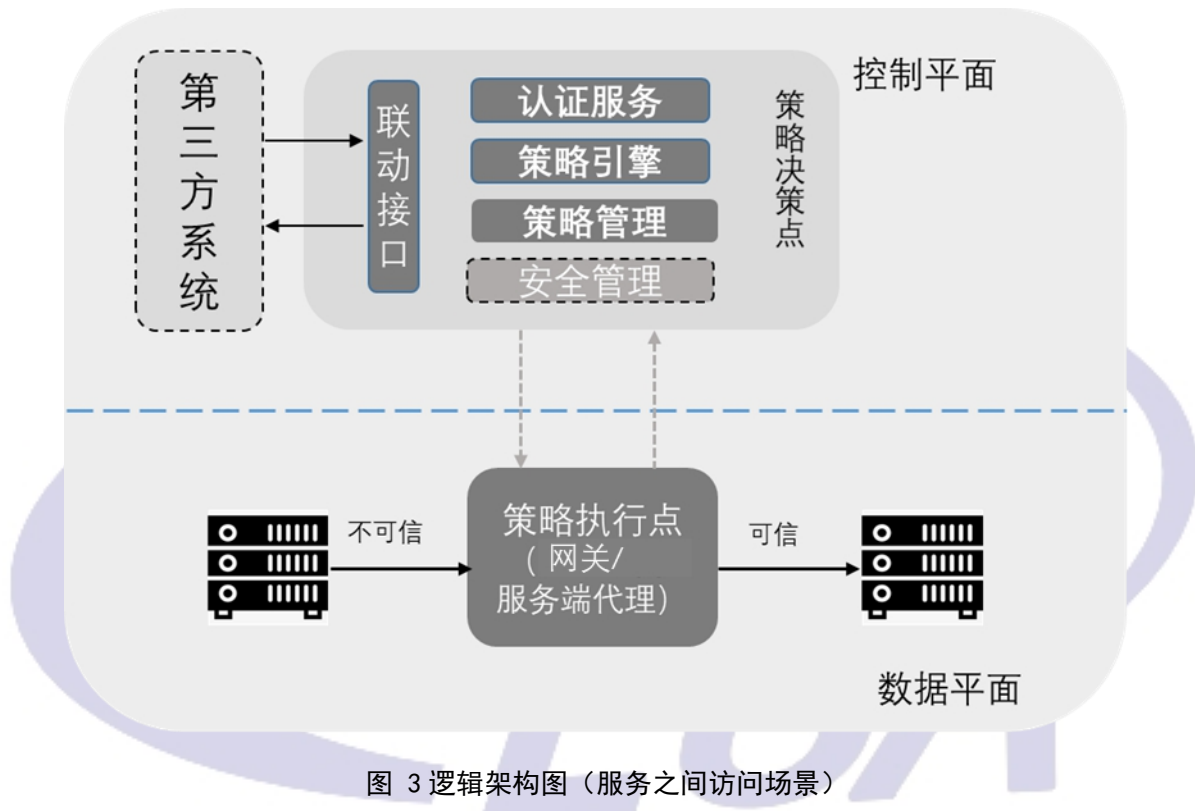 控制平面
第三方系统
联动接口
认证服务
策略引擎
策略管理
安全管理
策略决策点
不可信
策略执行点
(网关/
服务端代理)
可信
数据平面
图 3 逻辑架构图（服务之间访问场景）